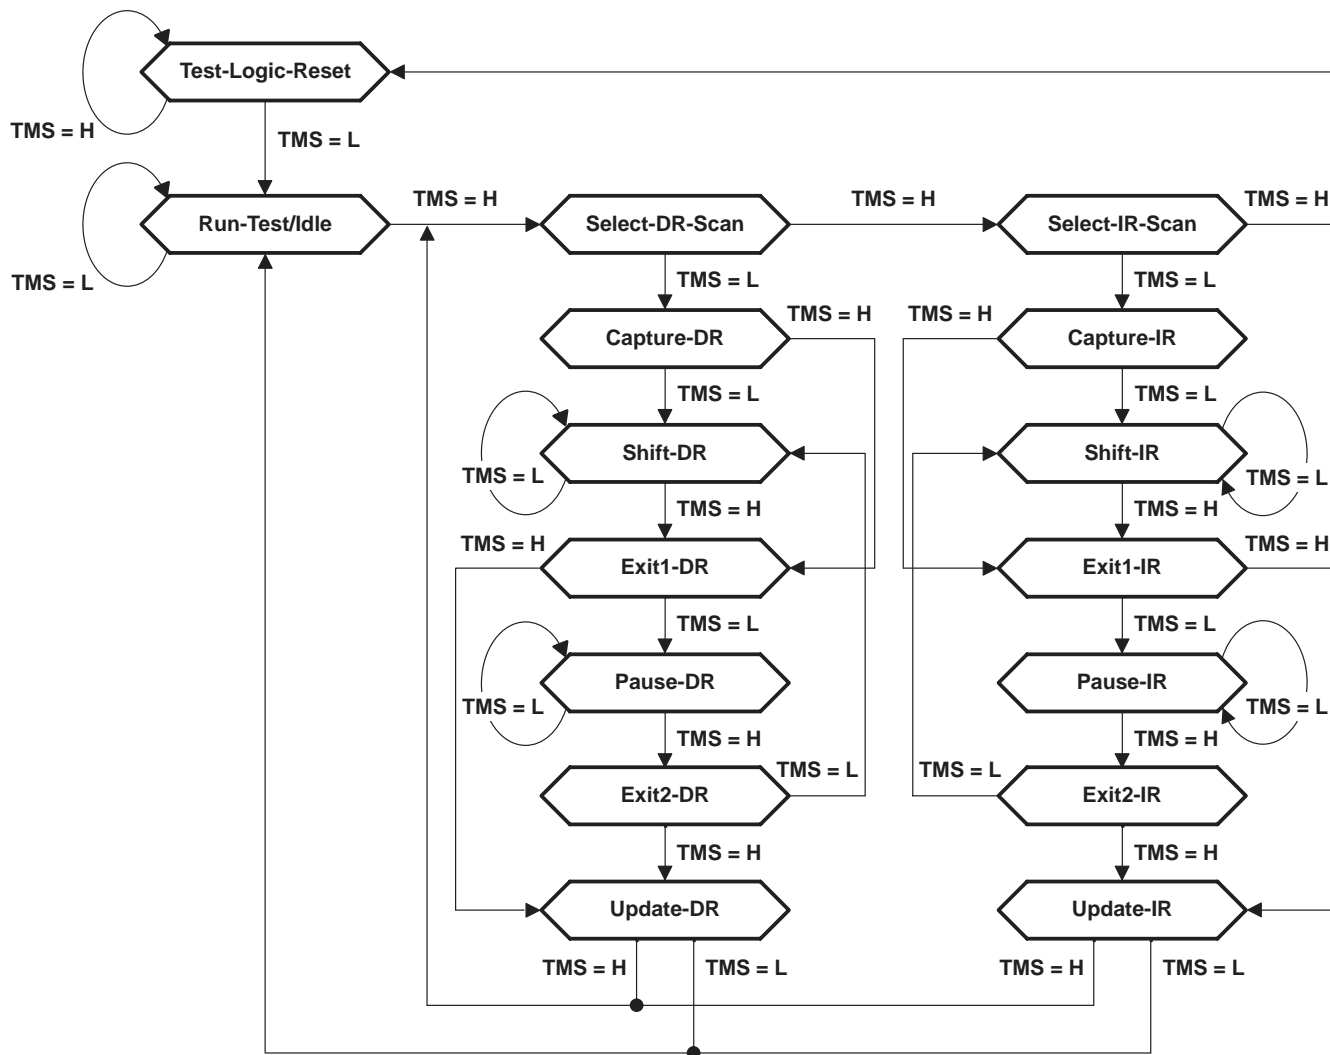 Test-Logic-Reset
TMS = H
TMS = L
TMS = H
TMS = H
TMS = H
Run-Test/Idle
Select-DR-Scan
Select-IR-Scan
TMS = L
TMS = L
TMS = L
TMS = H
TMS = H
Capture-DR
Capture-IR
TMS = L
TMS = L
Shift-DR
Shift-IR
TMS = L
TMS = L
TMS = H
TMS = H
TMS = H
TMS = H
Exit1-DR
Exit1-IR
TMS = L
TMS = L
Pause-DR
Pause-IR
TMS = L
TMS = L
TMS = H
TMS = H
TMS = L
TMS = L
Exit2-DR
Exit2-IR
TMS = H
TMS = H
Update-DR
Update-IR
TMS = H
TMS = L
TMS = H
TMS = L